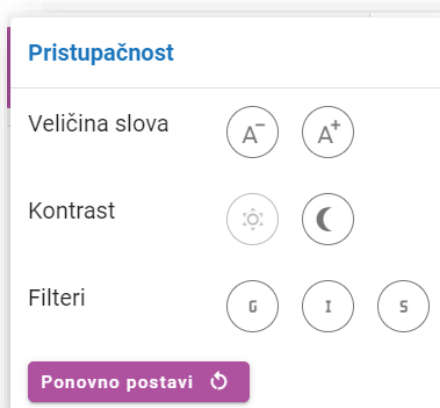 Pristupačnost
Veličina slova A⁻ A⁺
Kontrast
Filteri G I S
Ponovno postavi